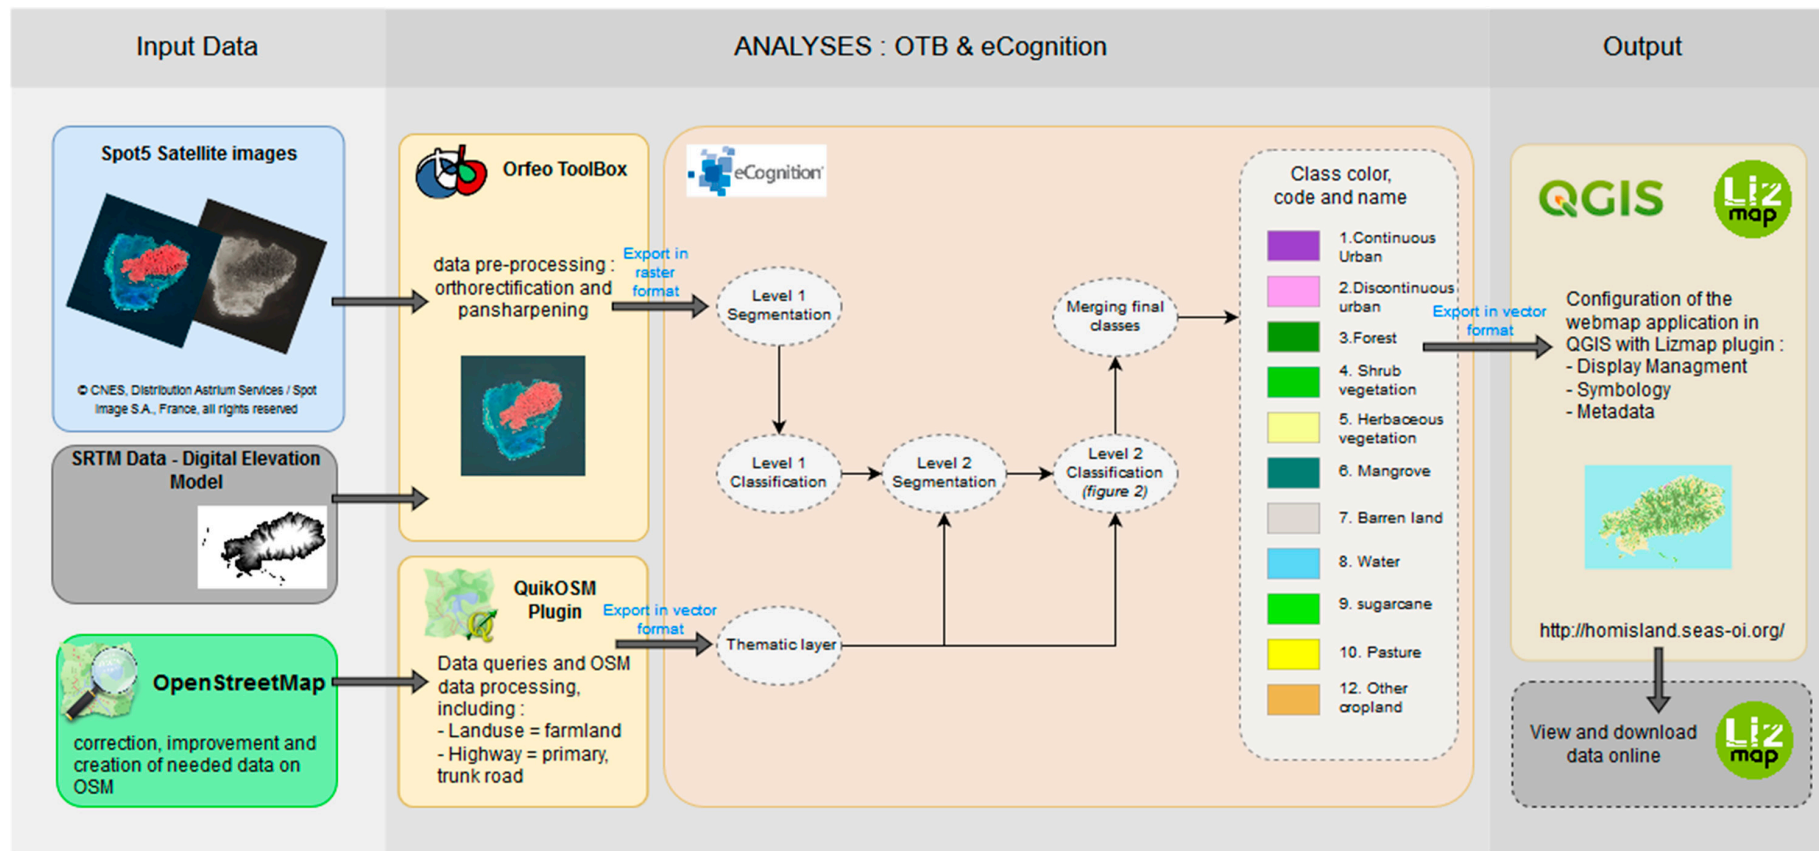 Input Data
ANALYSES : OTB & eCognition
Output
Spot5 Satellite images
© CNES, Distribution Astrium Services / Spot
Image S.A., France, all rights reserved
SRTM Data - Digital Elevation
Model
OpenStreetMap
correction, improvement and
creation of needed data on
OSM
Orfeo ToolBox
data pre-processing :
orthorectification and
pansharpening
QuikOSM
Plugin
Data queries and OSM
data processing,
including :
- Landuse = farmland
- Highway = primary,
trunk road
Export in
raster
format
Export in vector
format
eCognition
Level 1
Segmentation
Level 1
Classification
Level 2
Segmentation
Level 2
Classification
(figure 2)
Merging final
classes
Thematic layer
Class color,
code and name
1.Continuous
Urban
2.Discontinuous
urban
3.Forest
4. Shrub
vegetation
5. Herbaceous
vegetation
6. Mangrove
7. Barren land
8. Water
9. sugarcane
10. Pasture
12. Other
cropland
Export in vector
format
QGIS
Liz
map
Configuration of the
webmap application in
QGIS with Lizmap plugin :
- Display Managment
- Symbology
- Metadata
http://homisland.seas-oi.org/
View and download
data online
Liz
map